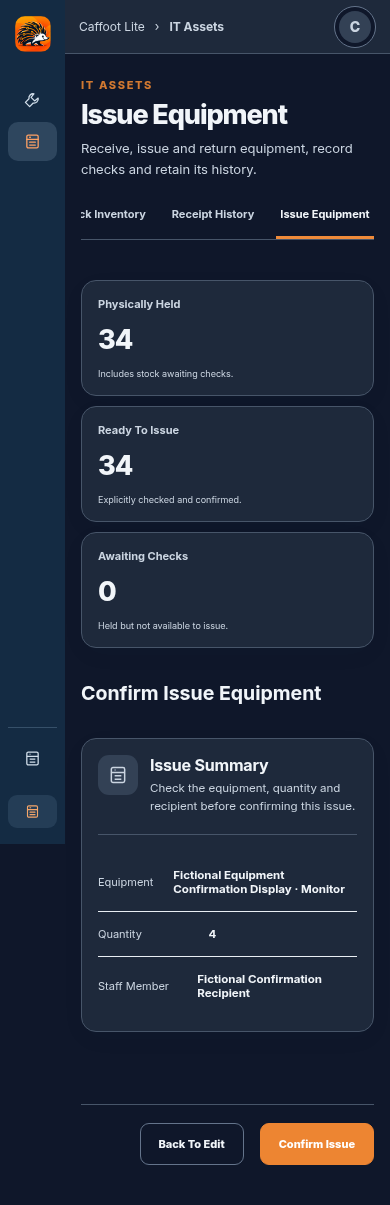 Caffoot Lite › IT Assets
C
IT ASSETS
Issue Equipment
Receive, issue and return equipment, record
checks and retain its history.
ck Inventory Receipt History Issue Equipment
Physically Held
34
Includes stock awaiting checks.
Ready To Issue
34
Explicitly checked and confirmed.
Awaiting Checks
0
Held but not available to issue.
Confirm Issue Equipment
Issue Summary
Check the equipment, quantity and
recipient before confirming this issue.
Equipment Fictional Equipment
Confirmation Display · Monitor
Quantity 4
Staff Member Fictional Confirmation
Recipient
Back To Edit Confirm Issue